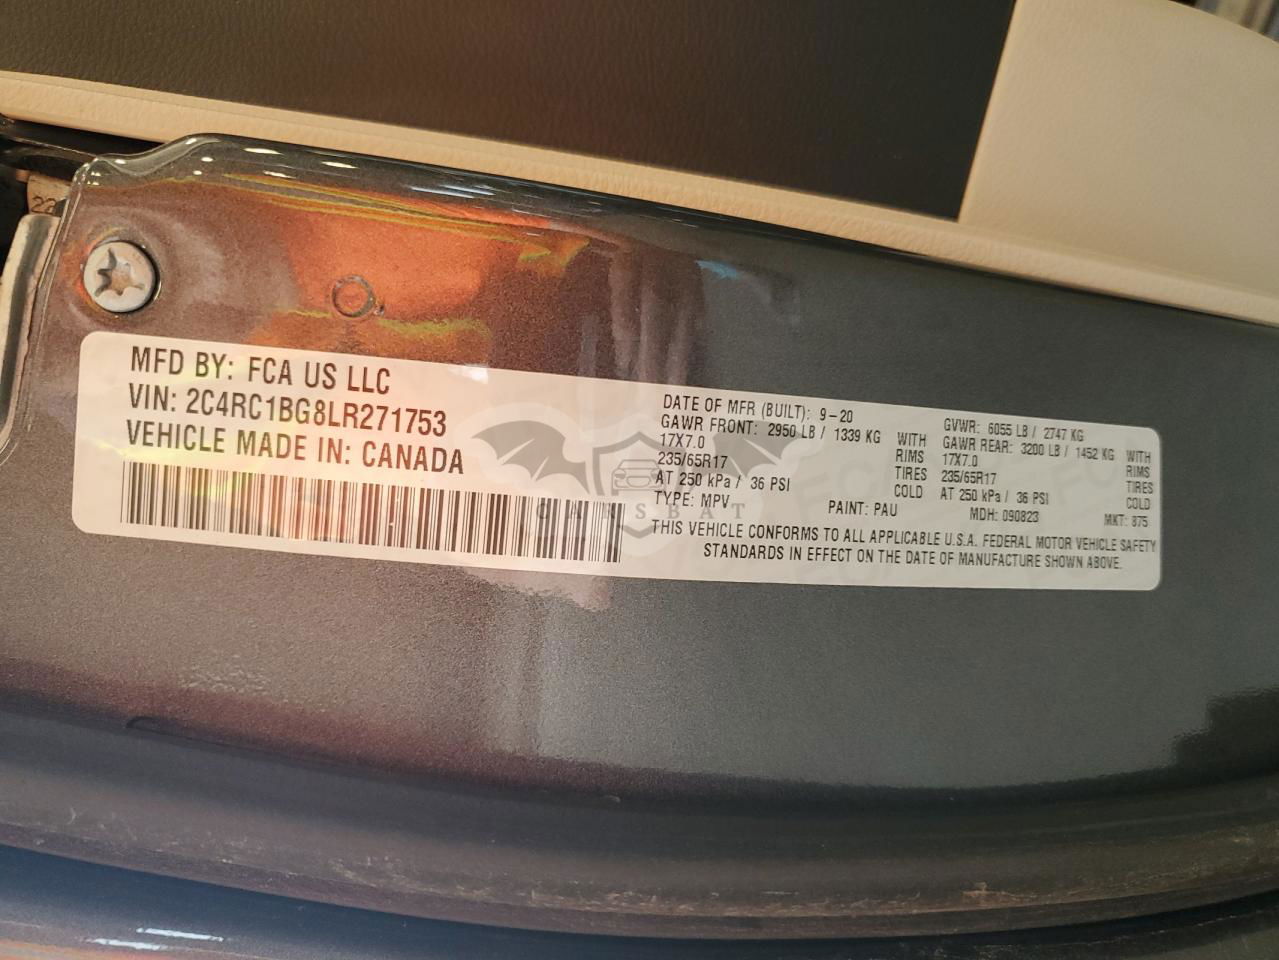 MFD BY: FCA US LLC
VIN: 2C4RC1BG8LR271753
VEHICLE MADE IN: CANADA
DATE OF MFR (BUILT): 9-20
GAWR FRONT: 2950 LB / 1339 KG WITH
17X7.0 RIMS
235/65R17 TIRES
AT 250 kPa / 36 PSI COLD
TYPE: MPV PAINT: PAU
GVWR: 6055 LB / 2747 KG
GAWR REAR: 3200 LB / 1452 KG WITH
17X7.0 RIMS
235/65R17 TIRES
AT 250 kPa / 36 PSI COLD
MDH: 090823 MKT: 875
THIS VEHICLE CONFORMS TO ALL APPLICABLE U.S.A. FEDERAL MOTOR VEHICLE SAFETY
STANDARDS IN EFFECT ON THE DATE OF MANUFACTURE SHOWN ABOVE.
CARSBAT
22